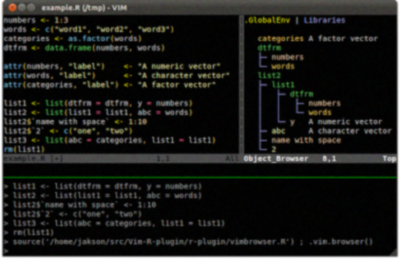 example.R (/tmp) - VIM
numbers <- 1:3
words <- c("word1", "word2", "word3")
categories <- as.factor(words)
dtfrm <- data.frame(numbers, words)
attr(numbers, "label") <- "A numeric vector"
attr(words, "label") <- "A character vector"
attr(categories, "label") <- "A factor vector"
list1 <- list(dtfrm = dtfrm, y = numbers)
list2 <- list(list1 = list1, abc = words)
list2$`name with space` <- 1:10
list2$`2` <- c("one", "two")
list3 <- list(abc = categories, list1 = list1)
rm(list1)
example.R [+] 1,1 All
.GlobalEnv | Libraries
categories A factor vector
dtfrm
numbers
words
list2
list1
dtfrm
numbers
words
y A numeric vector
abc A character vector
name with space
2
Object_Browser 8,1 Top
> list1 <- list(dtfrm = dtfrm, y = numbers)
> list2 <- list(list1 = list1, abc = words)
> list2$`name with space` <- 1:10
> list2$`2` <- c("one", "two")
> list3 <- list(abc = categories, list1 = list1)
> rm(list1)
> source('/home/jakson/src/Vim-R-plugin/r-plugin/vimbrowser.R') ; .vim.browser()
>